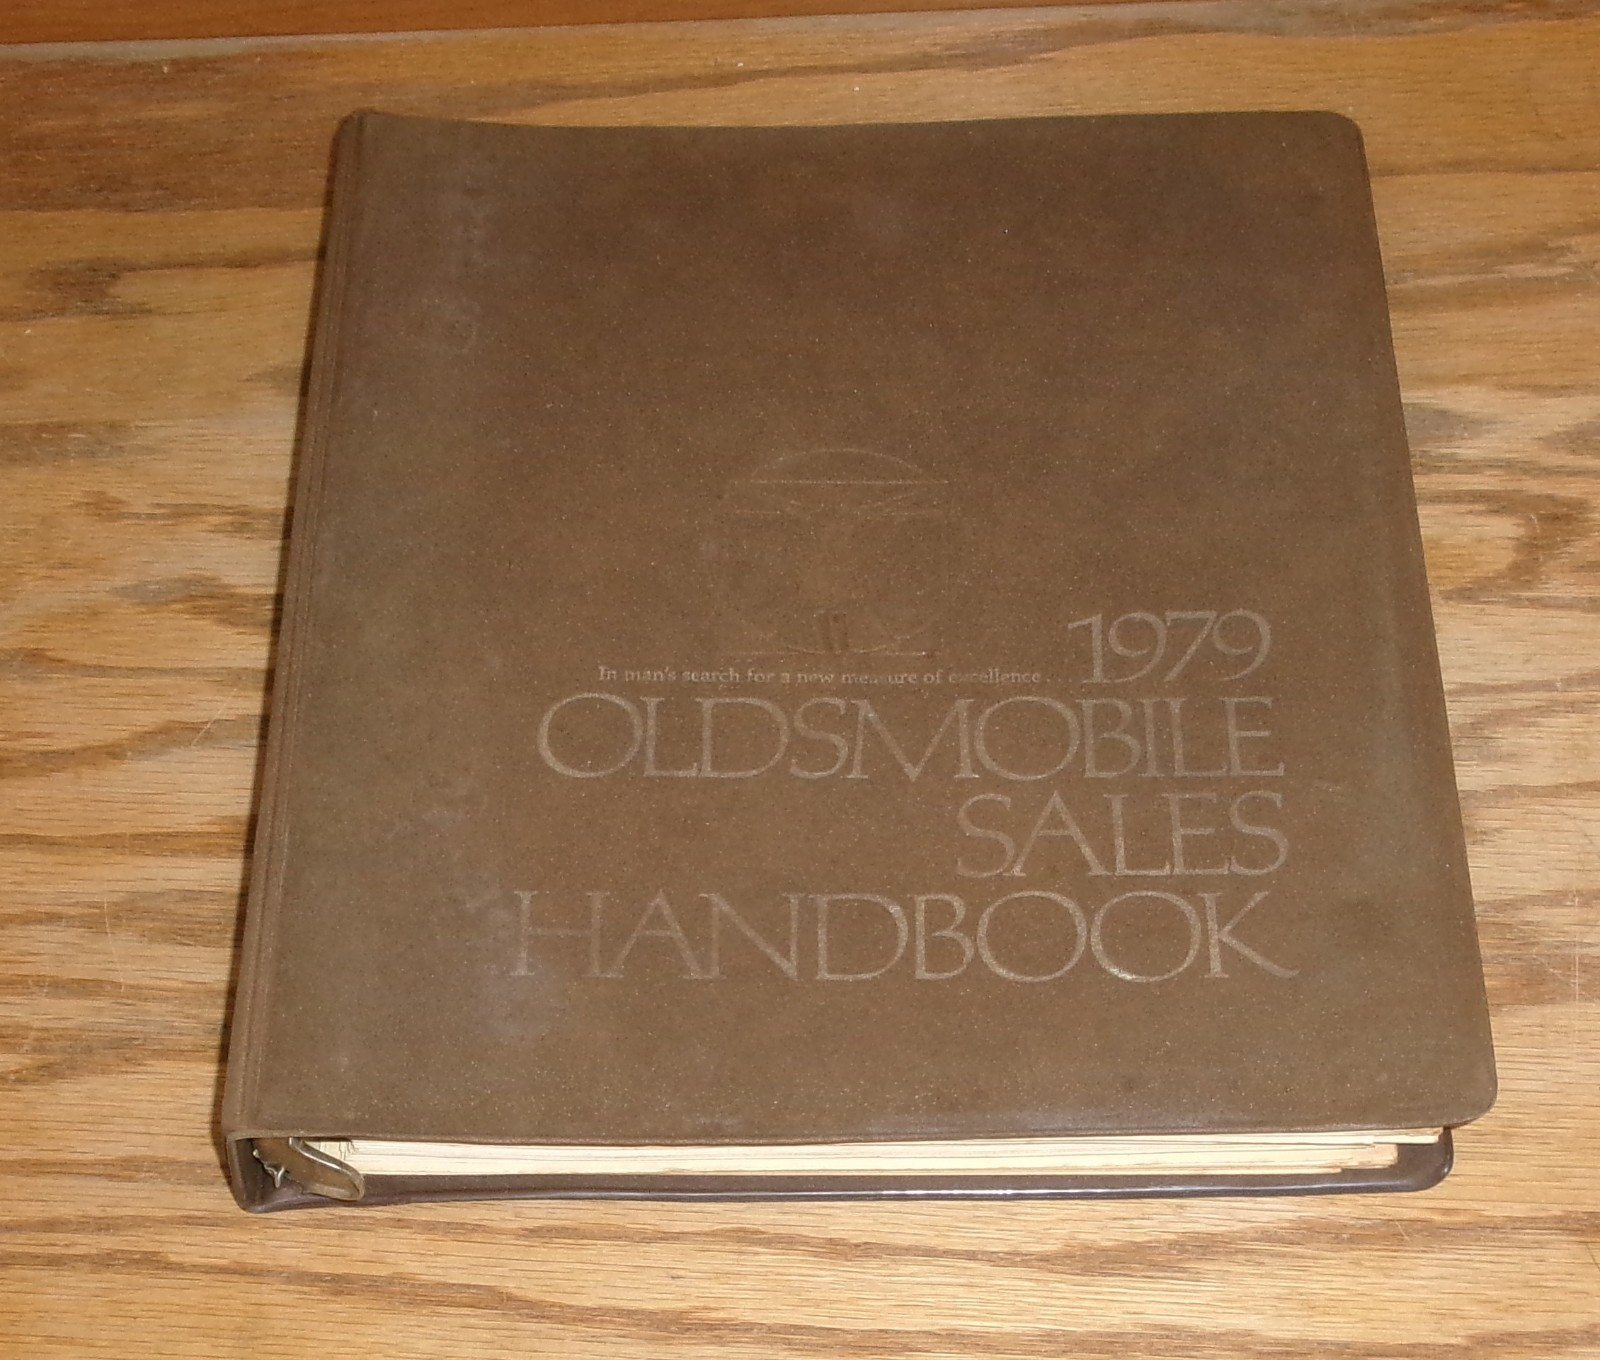 In man's search for a new measure of excellence . 1979
OLDSMOBILE
SALES
HANDBOOK